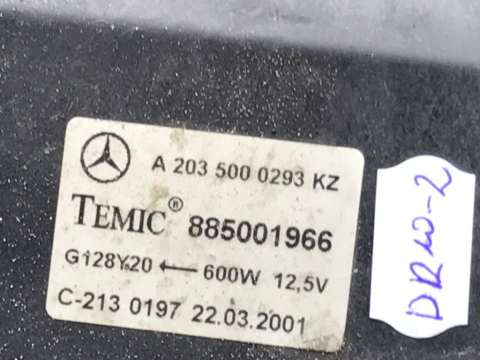 A 203 500 0293 KZ
TEMIC® 885001966
G128Y20 ← 600W 12,5V
C-213 0197 22.03.2001
DRW-2